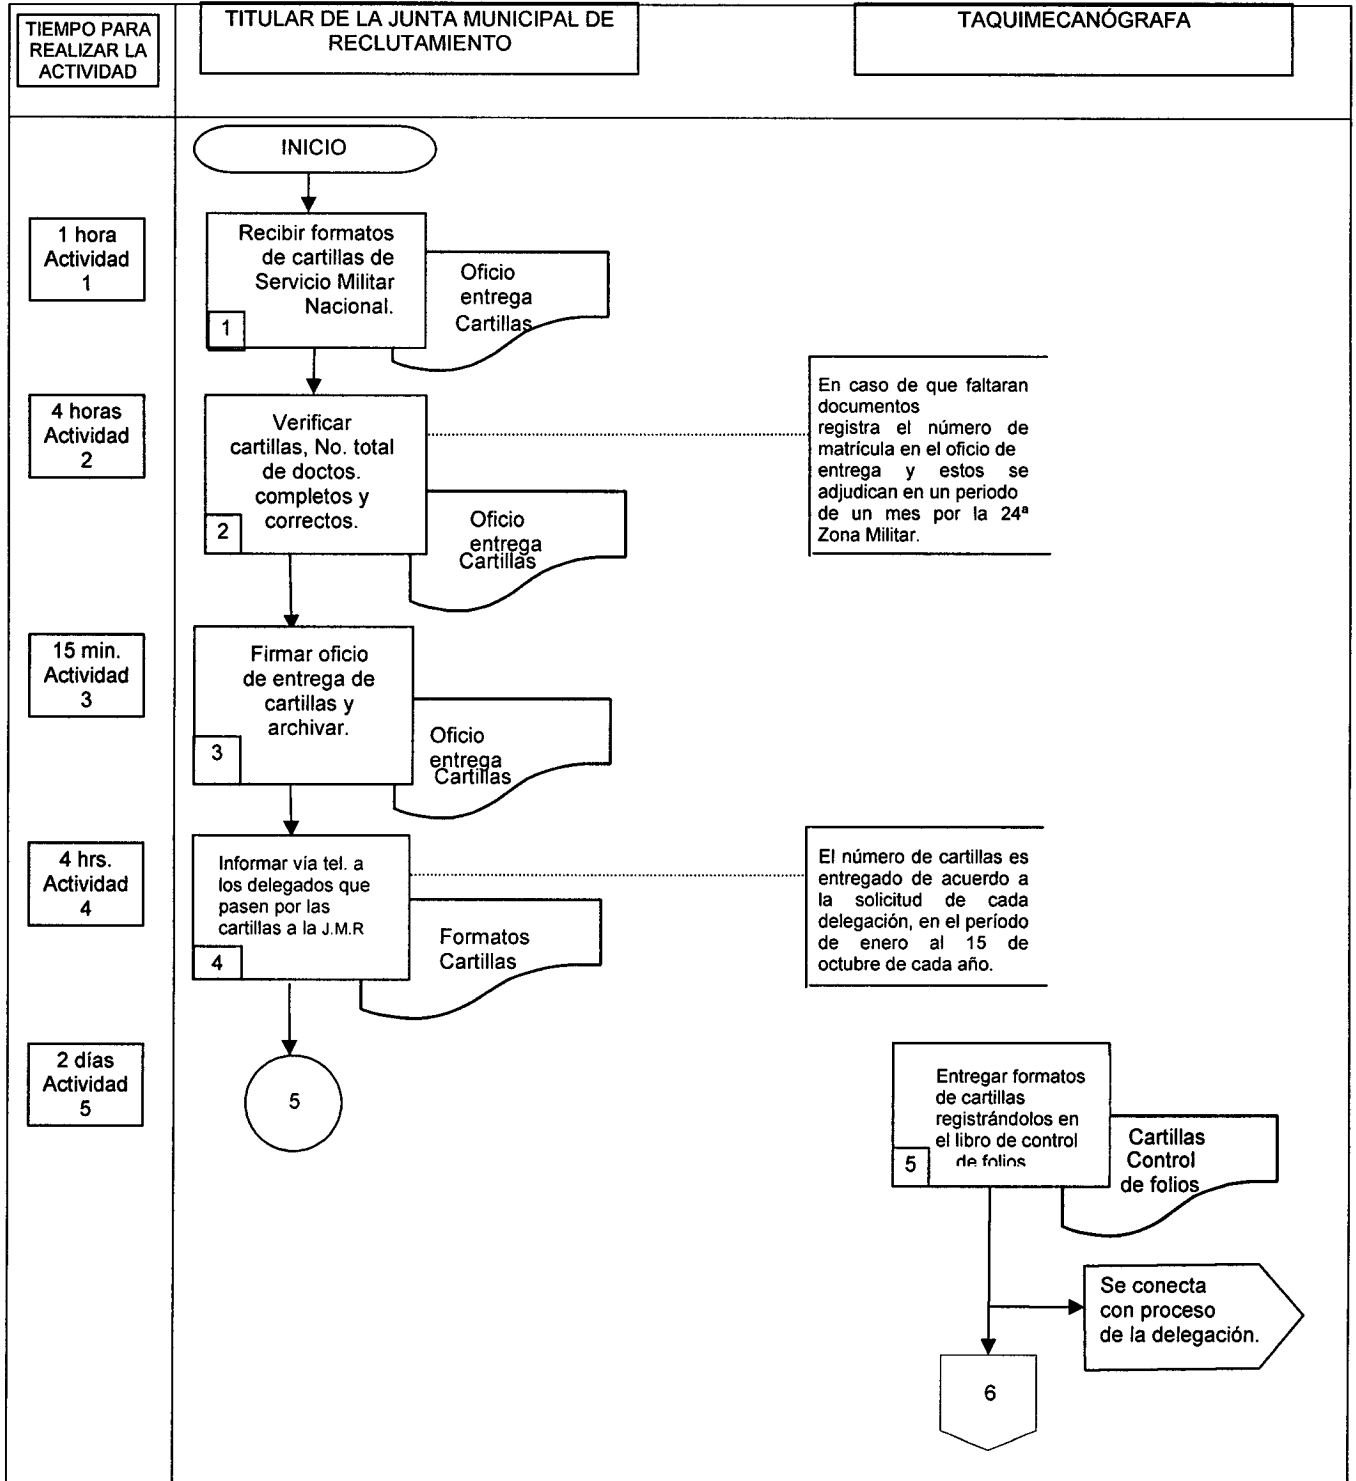 TIEMPO PARA
REALIZAR LA
ACTIVIDAD
TITULAR DE LA JUNTA MUNICIPAL DE
RECLUTAMIENTO
TAQUIMECANÓGRAFA
INICIO
1 hora
Actividad
1
Recibir formatos
de cartillas de
Servicio Militar
Nacional.
1
Oficio
entrega
Cartillas
4 horas
Actividad
2
Verificar
cartillas, No. total
de doctos.
completos y
correctos.
2
Oficio
entrega
Cartillas
En caso de que faltaran
documentos
registra el número de
matrícula en el oficio de
entrega y estos se
adjudican en un periodo
de un mes por la 24ª
Zona Militar.
15 min.
Actividad
3
Firmar oficio
de entrega de
cartillas y
archivar.
3
Oficio
entrega
Cartillas
4 hrs.
Actividad
4
Informar vía tel. a
los delegados que
pasen por las
cartillas a la J.M.R
4
Formatos
Cartillas
El número de cartillas es
entregado de acuerdo a
la solicitud de cada
delegación, en el período
de enero al 15 de
octubre de cada año.
2 días
Actividad
5
5
Entregar formatos
de cartillas
registrándolos en
el libro de control
de folios
5
Cartillas
Control
de folios
Se conecta
con proceso
de la delegación.
6